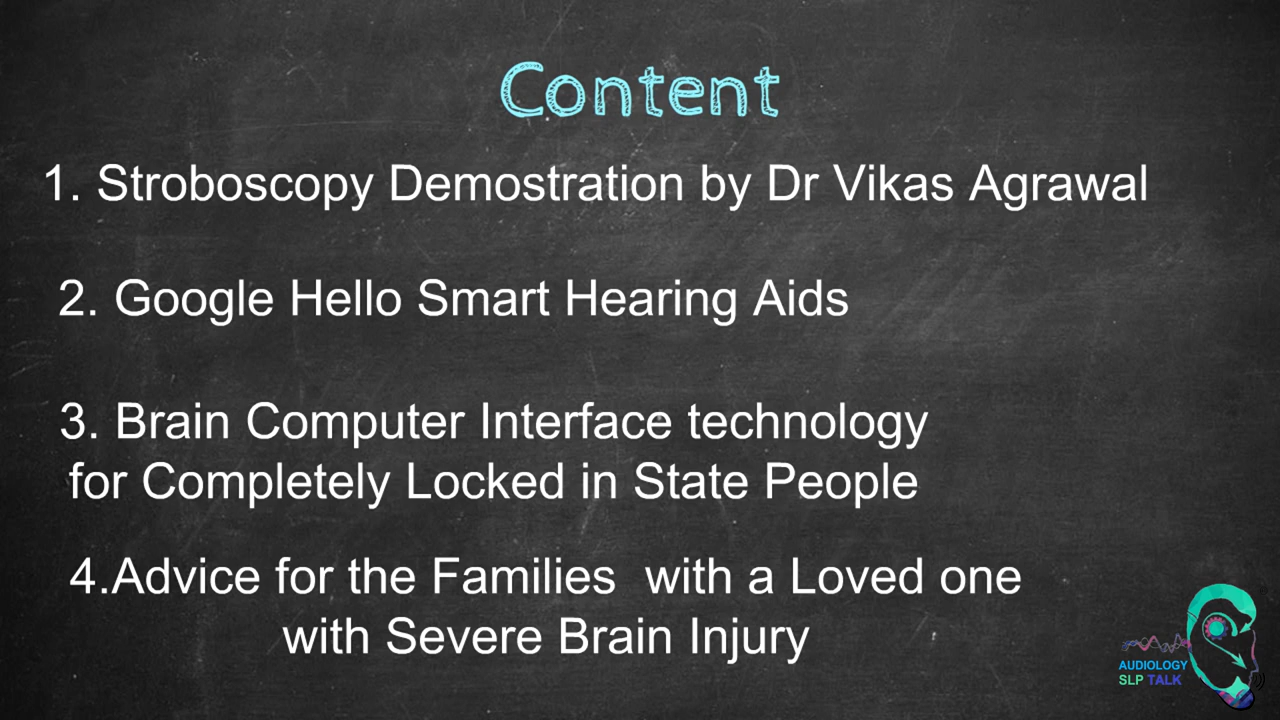 Content
1. Stroboscopy Demostration by Dr Vikas Agrawal
2. Google Hello Smart Hearing Aids
3. Brain Computer Interface technology
for Completely Locked in State People
4.Advice for the Families  with a Loved one
with Severe Brain Injury
AUDIOLOGY
SLP TALK